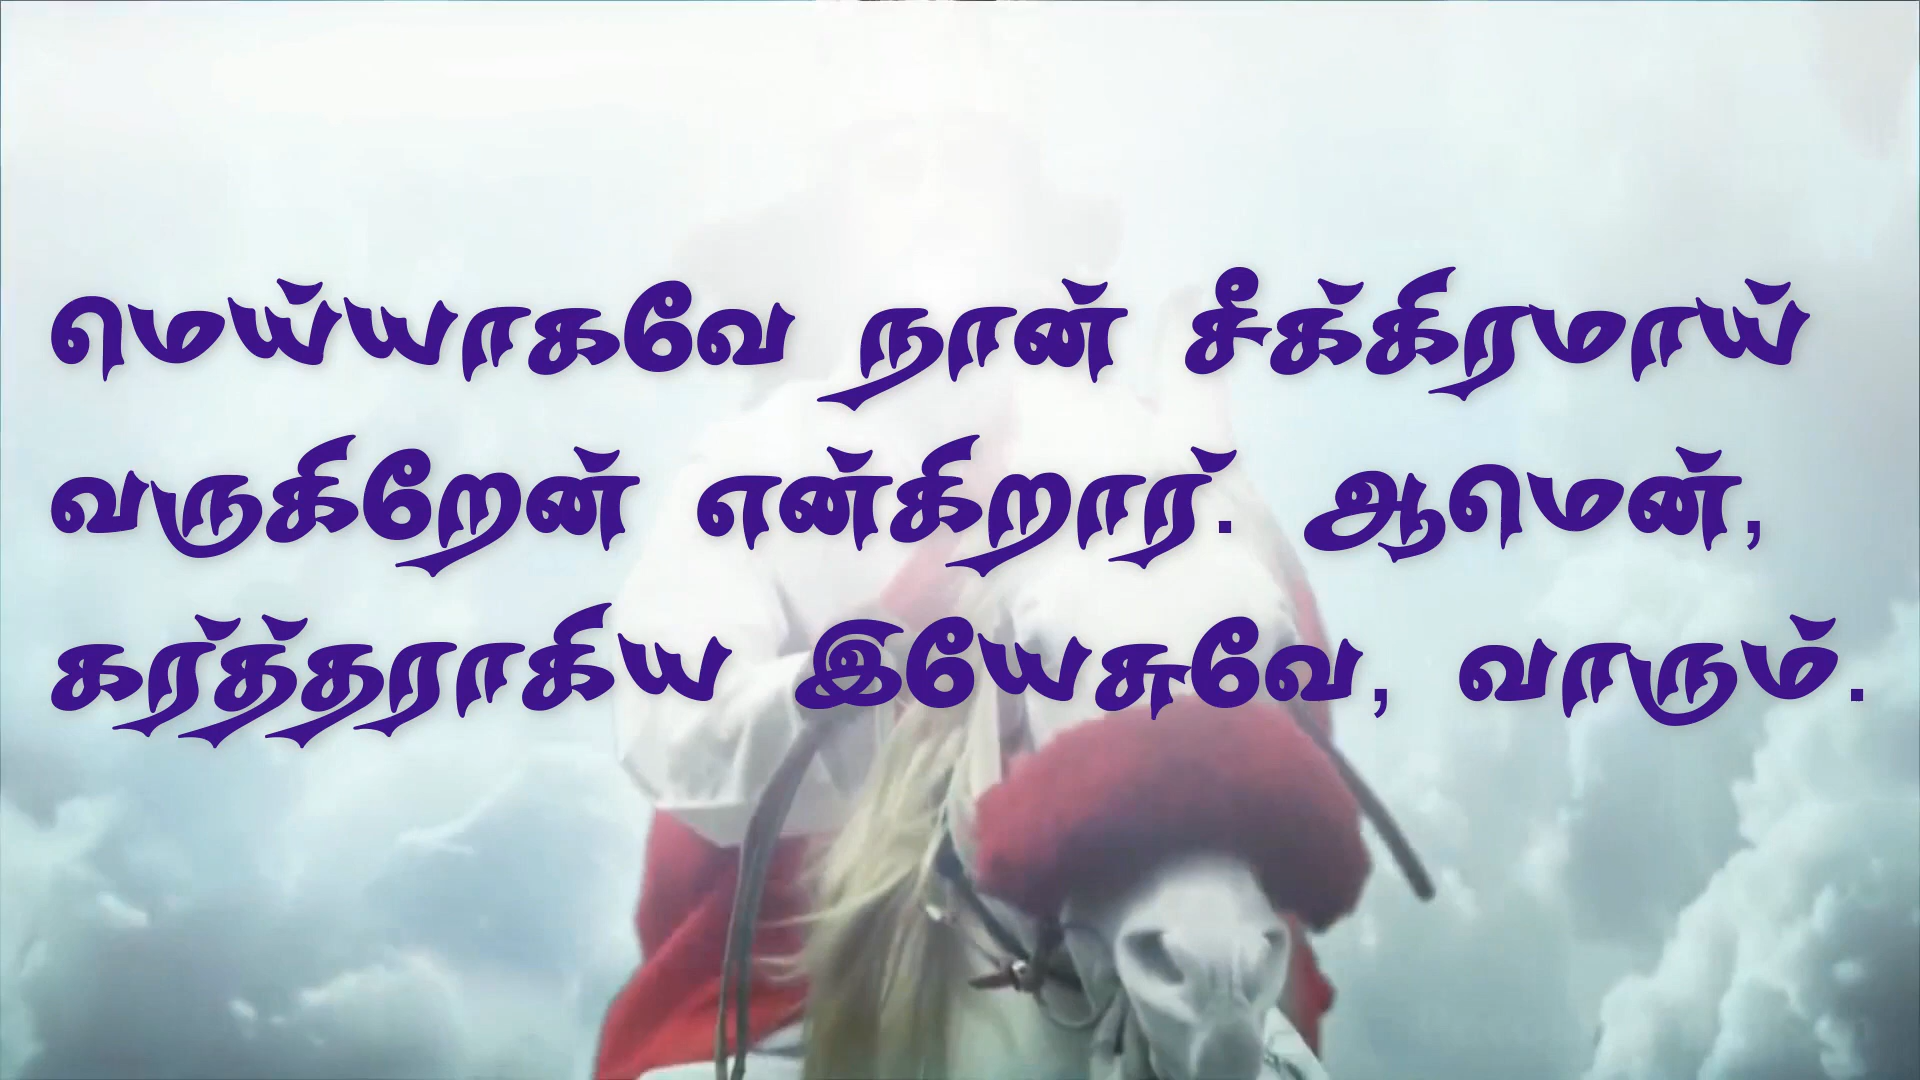 மெய்யாகவே நான் சீக்கிரமாய்
வருகிறேன் என்கிறார். ஆமென்,
கர்த்தராகிய இயேசுவே, வாரும்.